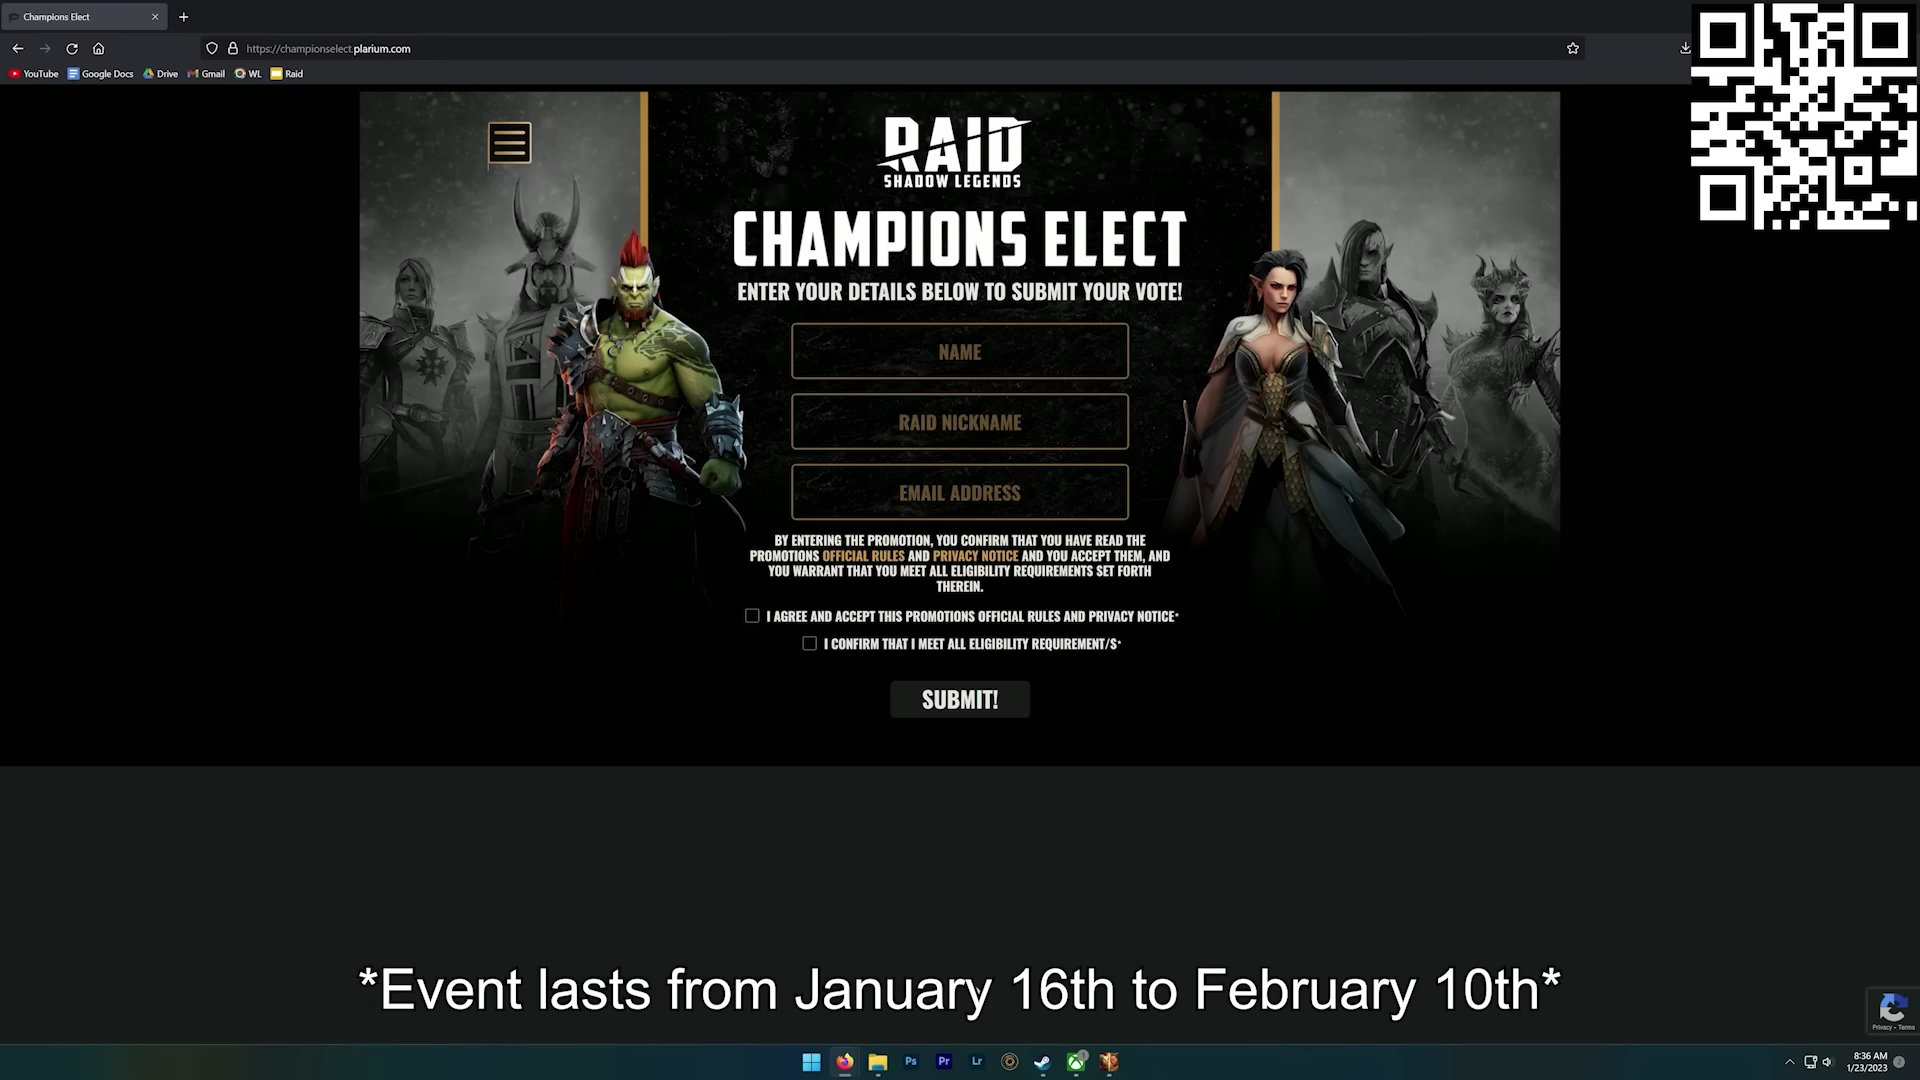 Champions Elect
https://championselect.plarium.com
YouTube Google Docs Drive Gmail WL Raid
RAID
SHADOW LEGENDS
CHAMPIONS ELECT
ENTER YOUR DETAILS BELOW TO SUBMIT YOUR VOTE!
NAME
RAID NICKNAME
EMAIL ADDRESS
BY ENTERING THE PROMOTION, YOU CONFIRM THAT YOU HAVE READ THE
PROMOTIONS OFFICIAL RULES AND PRIVACY NOTICE AND YOU ACCEPT THEM, AND
YOU WARRANT THAT YOU MEET ALL ELIGIBILITY REQUIREMENTS SET FORTH
THEREIN.
I AGREE AND ACCEPT THIS PROMOTIONS OFFICIAL RULES AND PRIVACY NOTICE*
I CONFIRM THAT I MEET ALL ELIGIBILITY REQUIREMENT/S*
SUBMIT!
*Event lasts from January 16th to February 10th*
Privacy - Terms
Ps Pr Lr
8:36 AM
1/23/2023